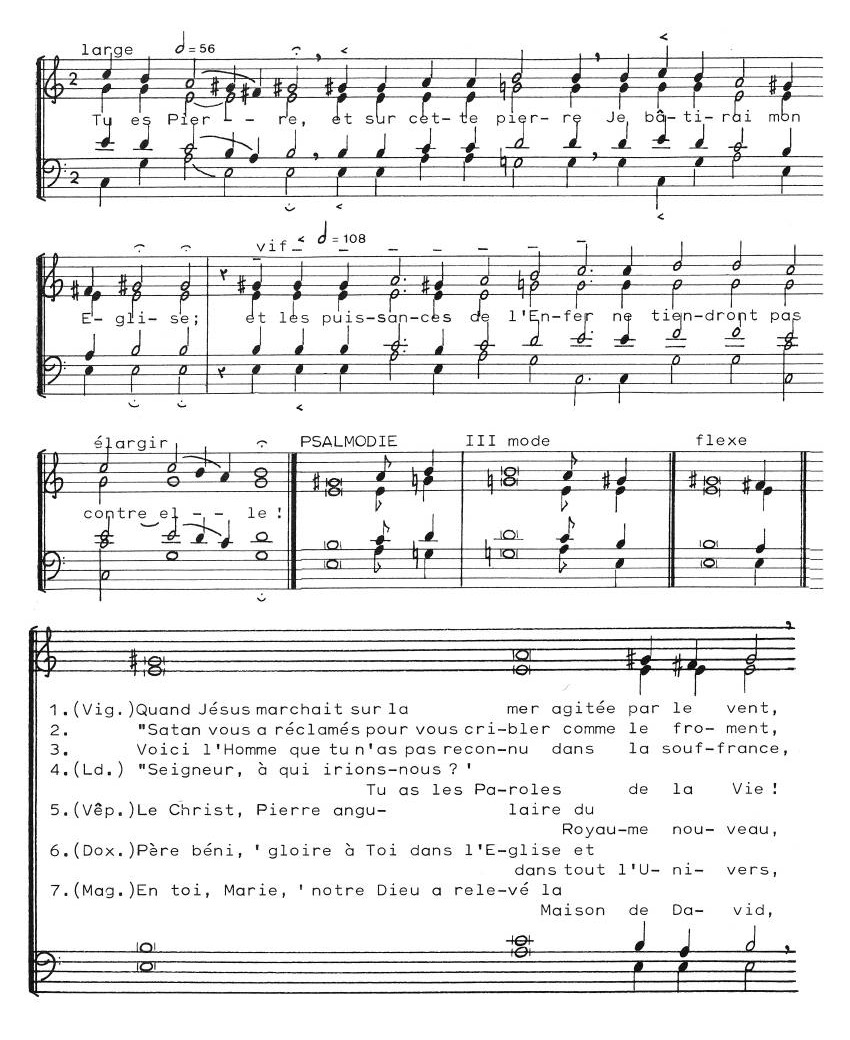 large 𝅗𝅥 = 56
2
Tu es Pier - - re, et sur cet-te pier-re Je bâ-ti-rai mon
2
vif 𝅗𝅥 = 108
E- gli- se; et les puis-san-ces de l'En-fer ne tien-dront pas
élargir PSALMODIE III mode flexe
contre el - - le !
1.(Vig.)Quand Jésus marchait sur la mer agitée par le vent,
2. "Satan vous a réclamés pour vous cri-bler comme le fro- ment,
3. Voici l'Homme que tu n'as pas recon-nu dans la souf-france,
4.(Ld.) "Seigneur, à qui irions-nous ? '
Tu as les Pa-roles de la Vie !
5.(Vêp.)Le Christ, Pierre angu- laire du
Royau-me nou- veau,
6.(Dox.)Père béni, ' gloire à Toi dans l'E-glise et
dans tout l'U- ni- vers,
7.(Mag.)En toi, Marie, ' notre Dieu a rele-vé la
Maison de Da- vid,